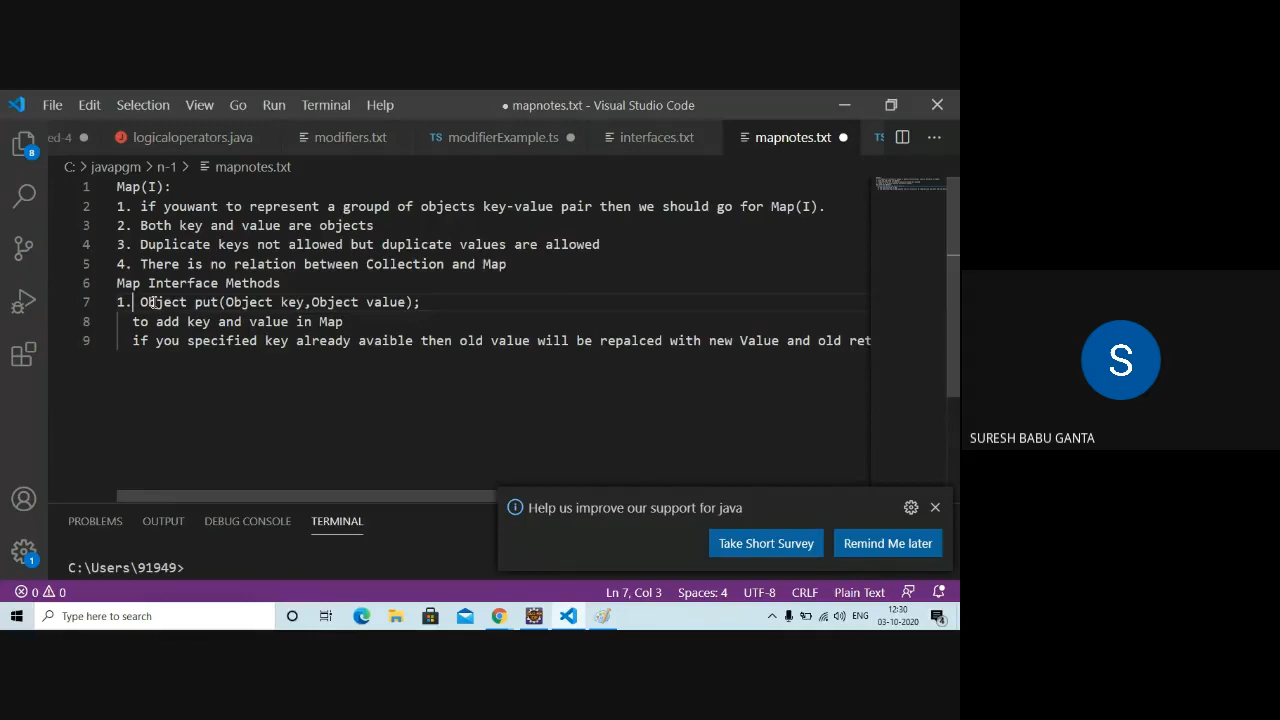 File Edit Selection View Go Run Terminal Help ● mapnotes.txt - Visual Studio Code
ed-4 logicaloperators.java modifiers.txt TS modifierExample.ts interfaces.txt mapnotes.txt TS
C: > javapgm > n-1 > mapnotes.txt
1 Map(I):
2 1. if youwant to represent a groupd of objects key-value pair then we should go for Map(I).
3 2. Both key and value are objects
4 3. Duplicate keys not allowed but duplicate values are allowed
5 4. There is no relation between Collection and Map
6 Map Interface Methods
7 1. Object put(Object key,Object value);
8 to add key and value in Map
9 if you specified key already avaible then old value will be repalced with new Value and old ret
8
1
S
SURESH BABU GANTA
Help us improve our support for java
Take Short Survey Remind Me later
PROBLEMS OUTPUT DEBUG CONSOLE TERMINAL
C:\Users\91949>
0 0 Ln 7, Col 3 Spaces: 4 UTF-8 CRLF Plain Text
Type here to search ENG 12:30
03-10-2020 4